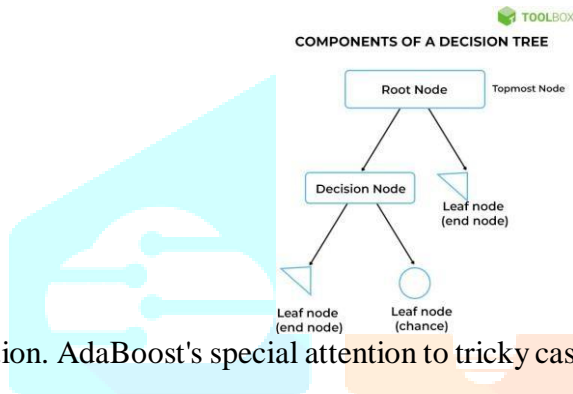 TOOLBOX
COMPONENTS OF A DECISION TREE
Root Node
Topmost Node
Decision Node
Leaf node
(end node)
Leaf node
(end node)
Leaf node
(chance)
ion. AdaBoost's special attention to tricky cas